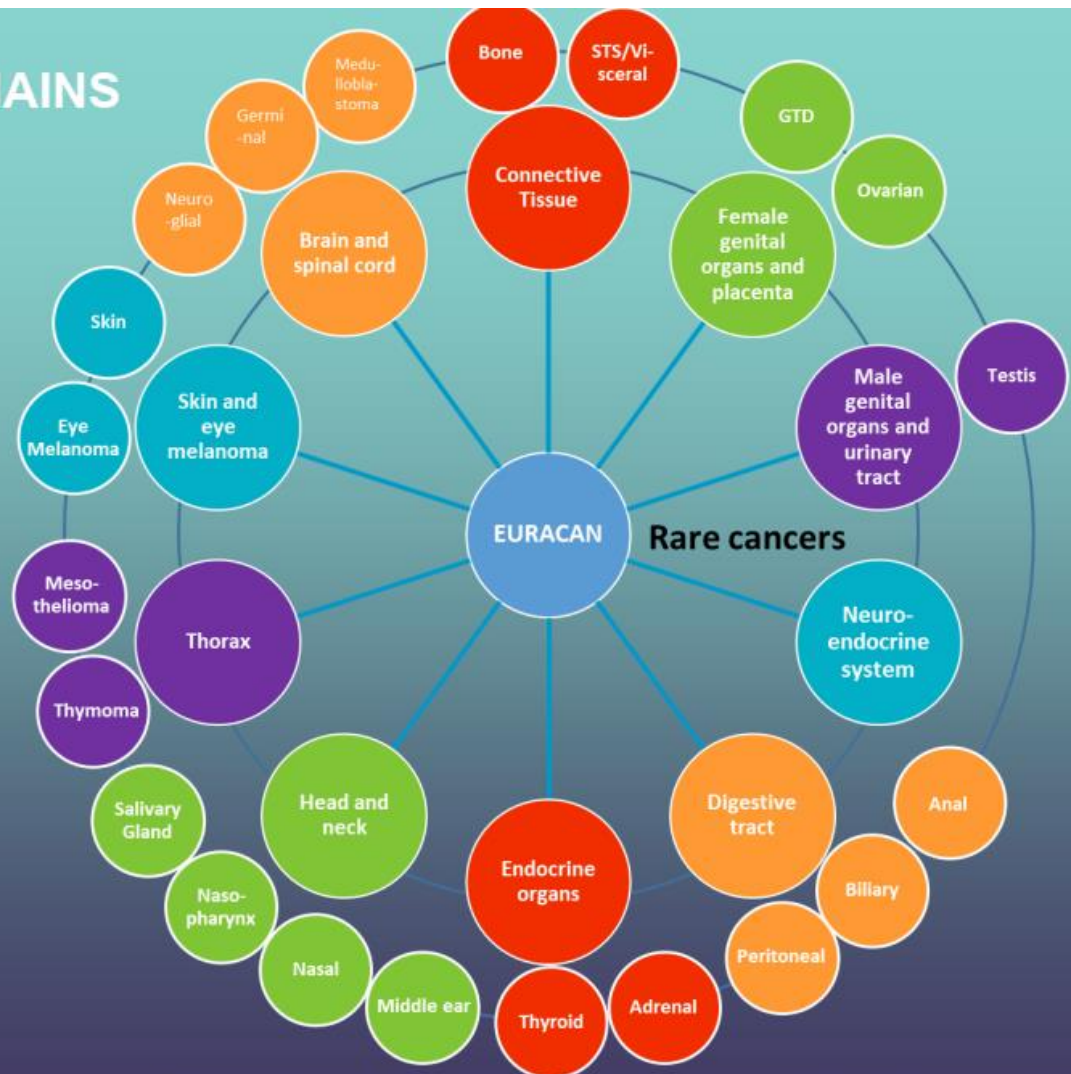 AINS
Bone
STS/Vi-
sceral
Medu-
lloбla-
stoma
Germi
-nal
Neuro
-glial
GTD
Ovarian
Connective
Tissue
Brain and
spinal cord
Female
genital
organs and
placenta
Skin
Eye
Melanoma
Skin and
eye
melanoma
Male
genital
organs and
urinary
tract
Testis
EURACAN
Rare cancers
Meso-
thelioma
Thymoma
Thorax
Neuro-
endocrine
system
Salivary
Gland
Naso-
pharynx
Nasal
Middle ear
Head and
neck
Endocrine
organs
Thyroid
Adrenal
Digestive
tract
Peritoneal
Biliary
Anal